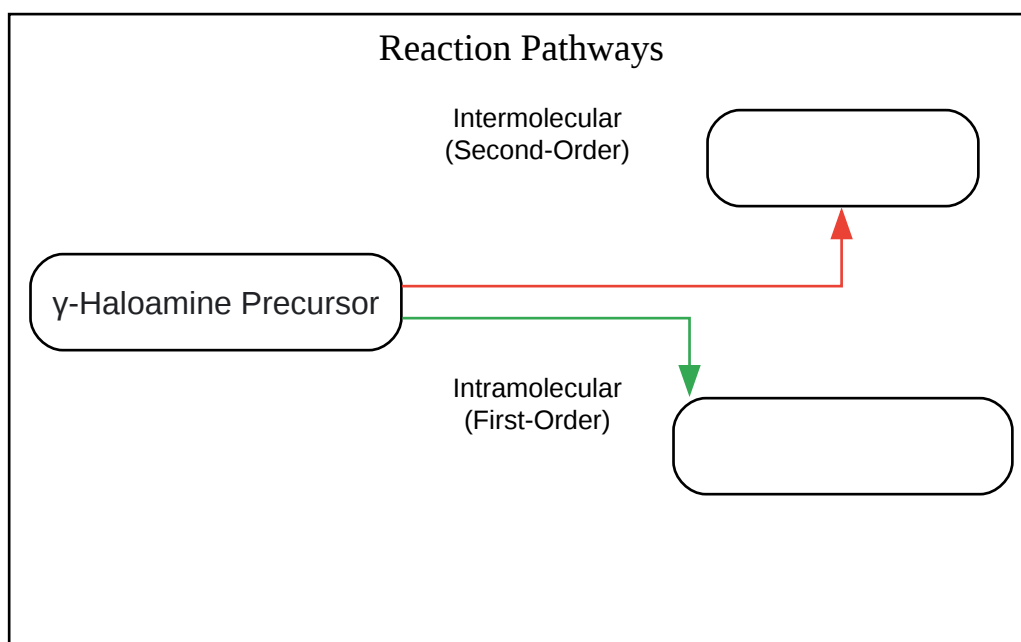 Reaction Pathways
Intermolecular
(Second-Order)
γ-Haloamine Precursor
Intramolecular
(First-Order)